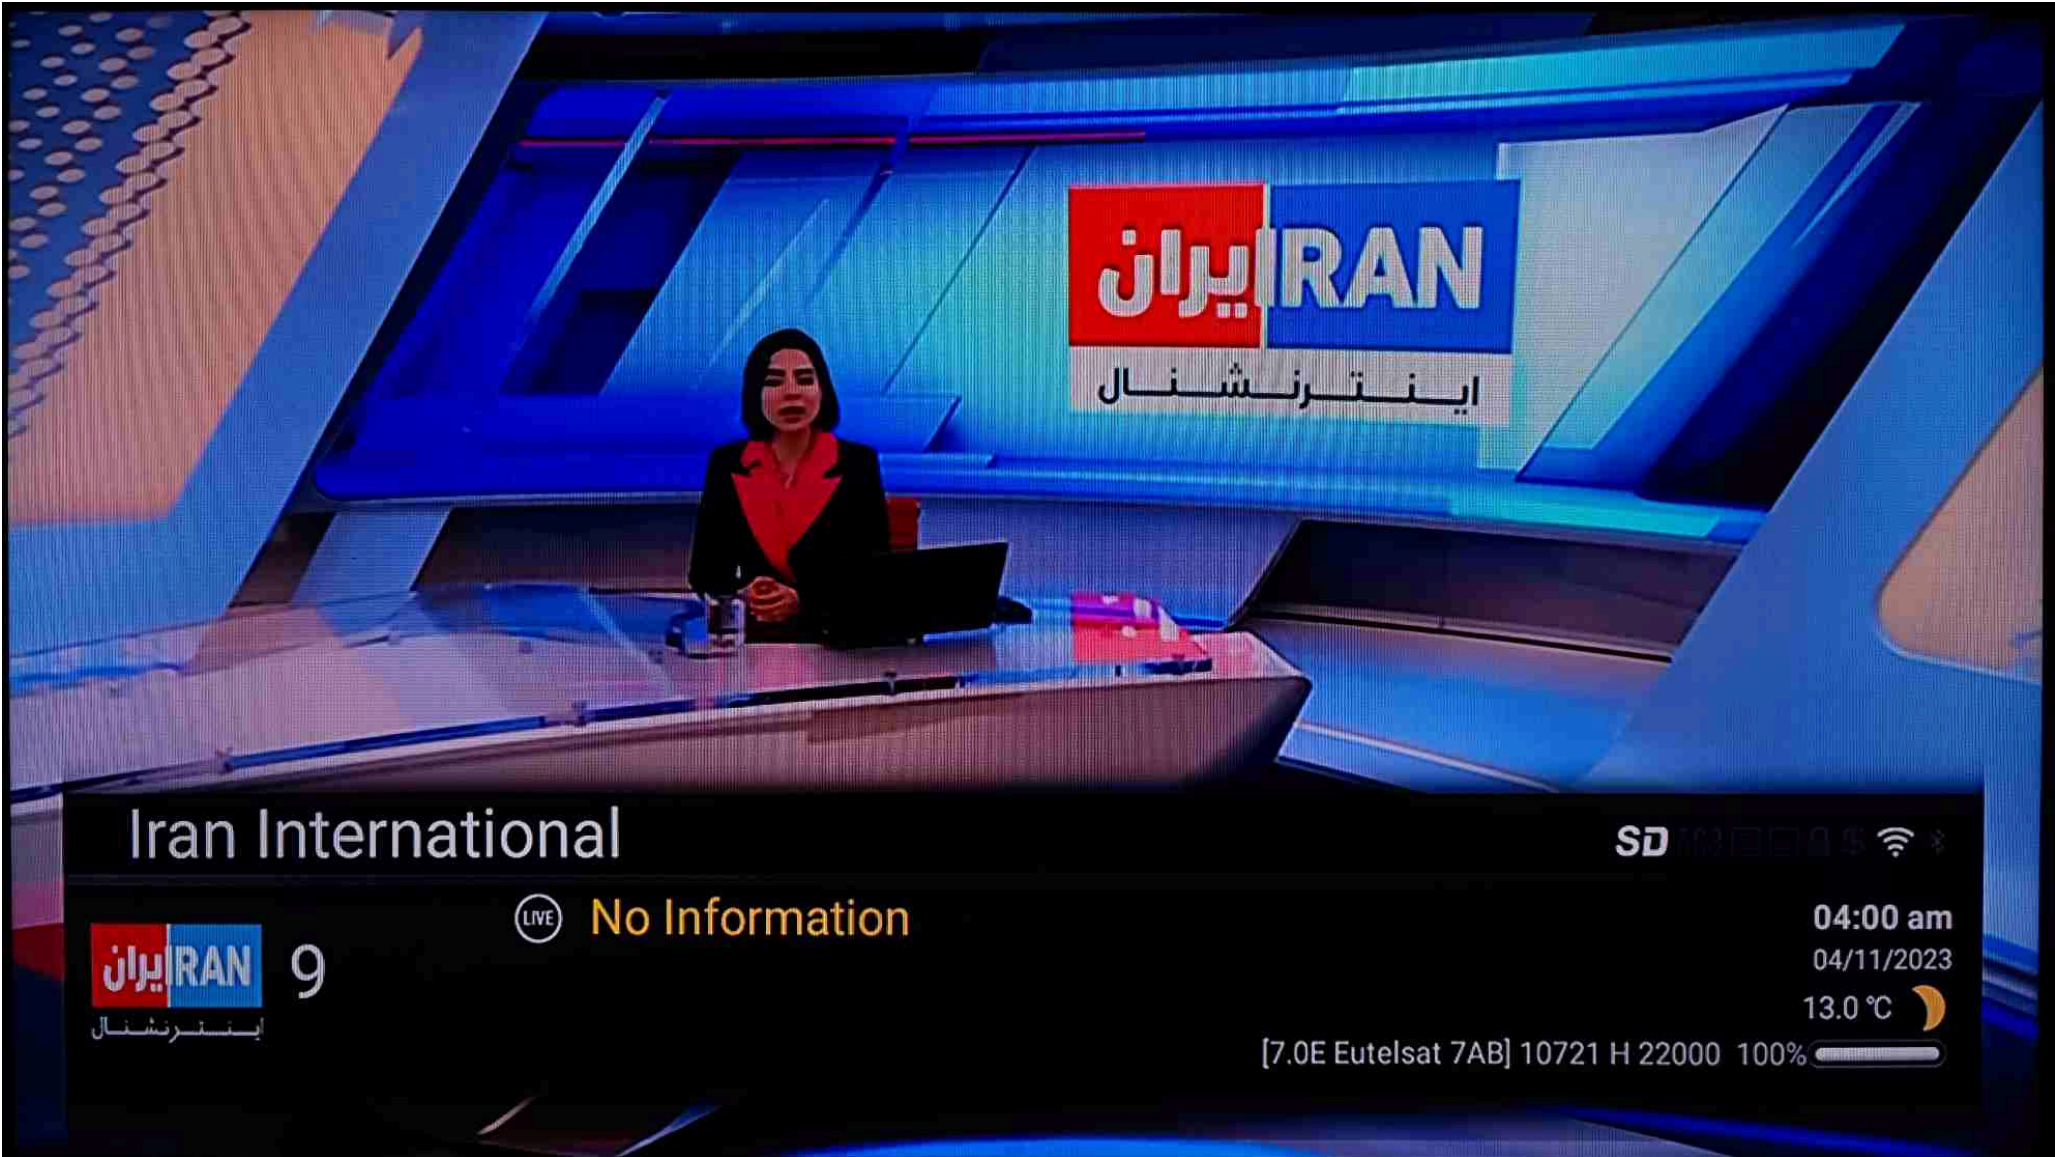 ایران IRAN
اینترنشنال
Iran International
SD
LIVE No Information
04:00 am
ایران IRAN
9
04/11/2023
اینترنشنال
13.0 °C
[7.0E Eutelsat 7AB] 10721 H 22000 100%